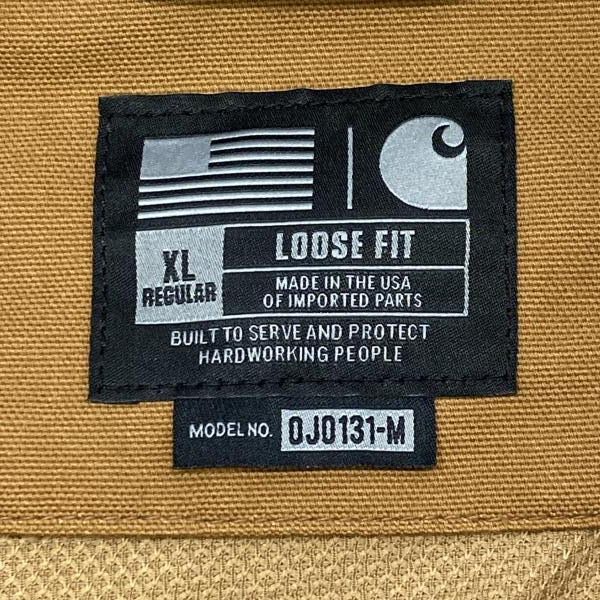 XL
REGULAR
LOOSE FIT
MADE IN THE USA
OF IMPORTED PARTS
BUILT TO SERVE AND PROTECT
HARDWORKING PEOPLE
MODEL NO. OJ0131-M